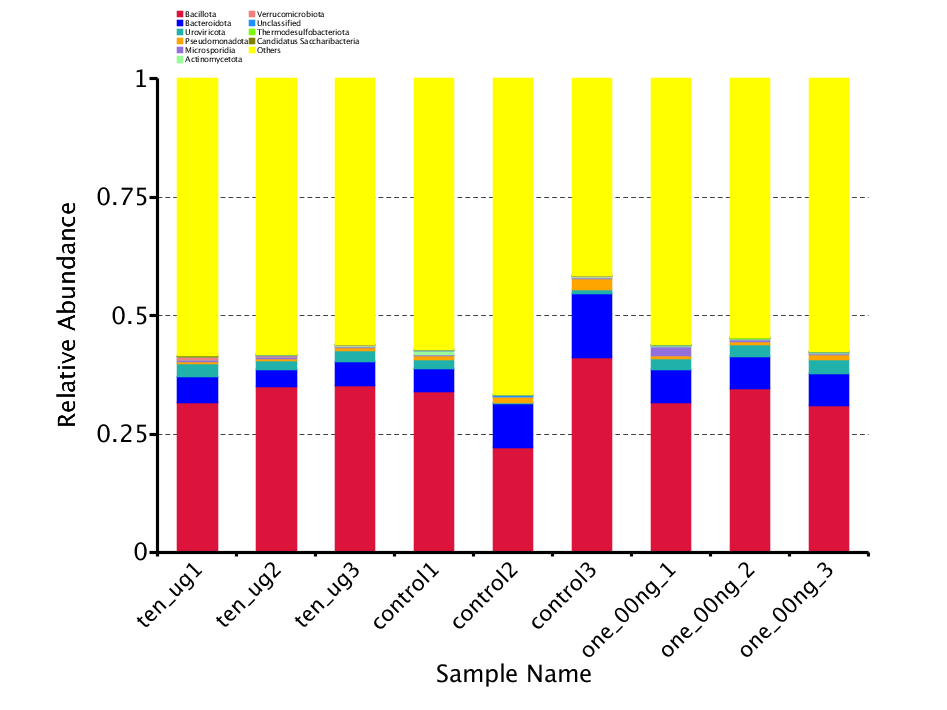 Bacillota Verrucomicrobiota
Bacteroidota Unclassified
Uroviricota Thermodesulfobacteriota
Pseudomonadota Candidatus Saccharibacteria
Microsporidia Others
Actinomycetota
1
0.75
0.5
0.25
0
Relative Abundance
ten_ug1
ten_ug2
ten_ug3
control1
control2
control3
one_00ng_1
one_00ng_2
one_00ng_3
Sample Name